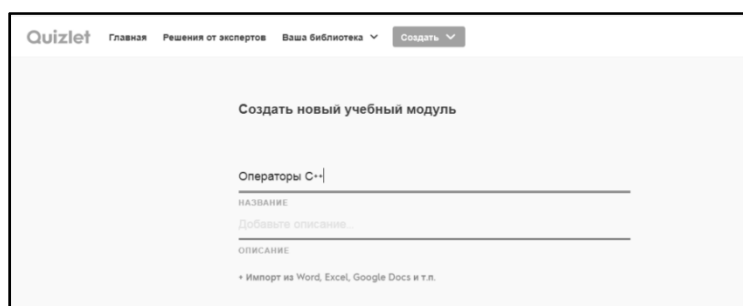 Quizlet Главная Решения от экспертов Ваша библиотека Создать
Создать новый учебный модуль
Операторы C++
НАЗВАНИЕ
Добавьте описание...
ОПИСАНИЕ
+ Импорт из Word, Excel, Google Docs и т.п.